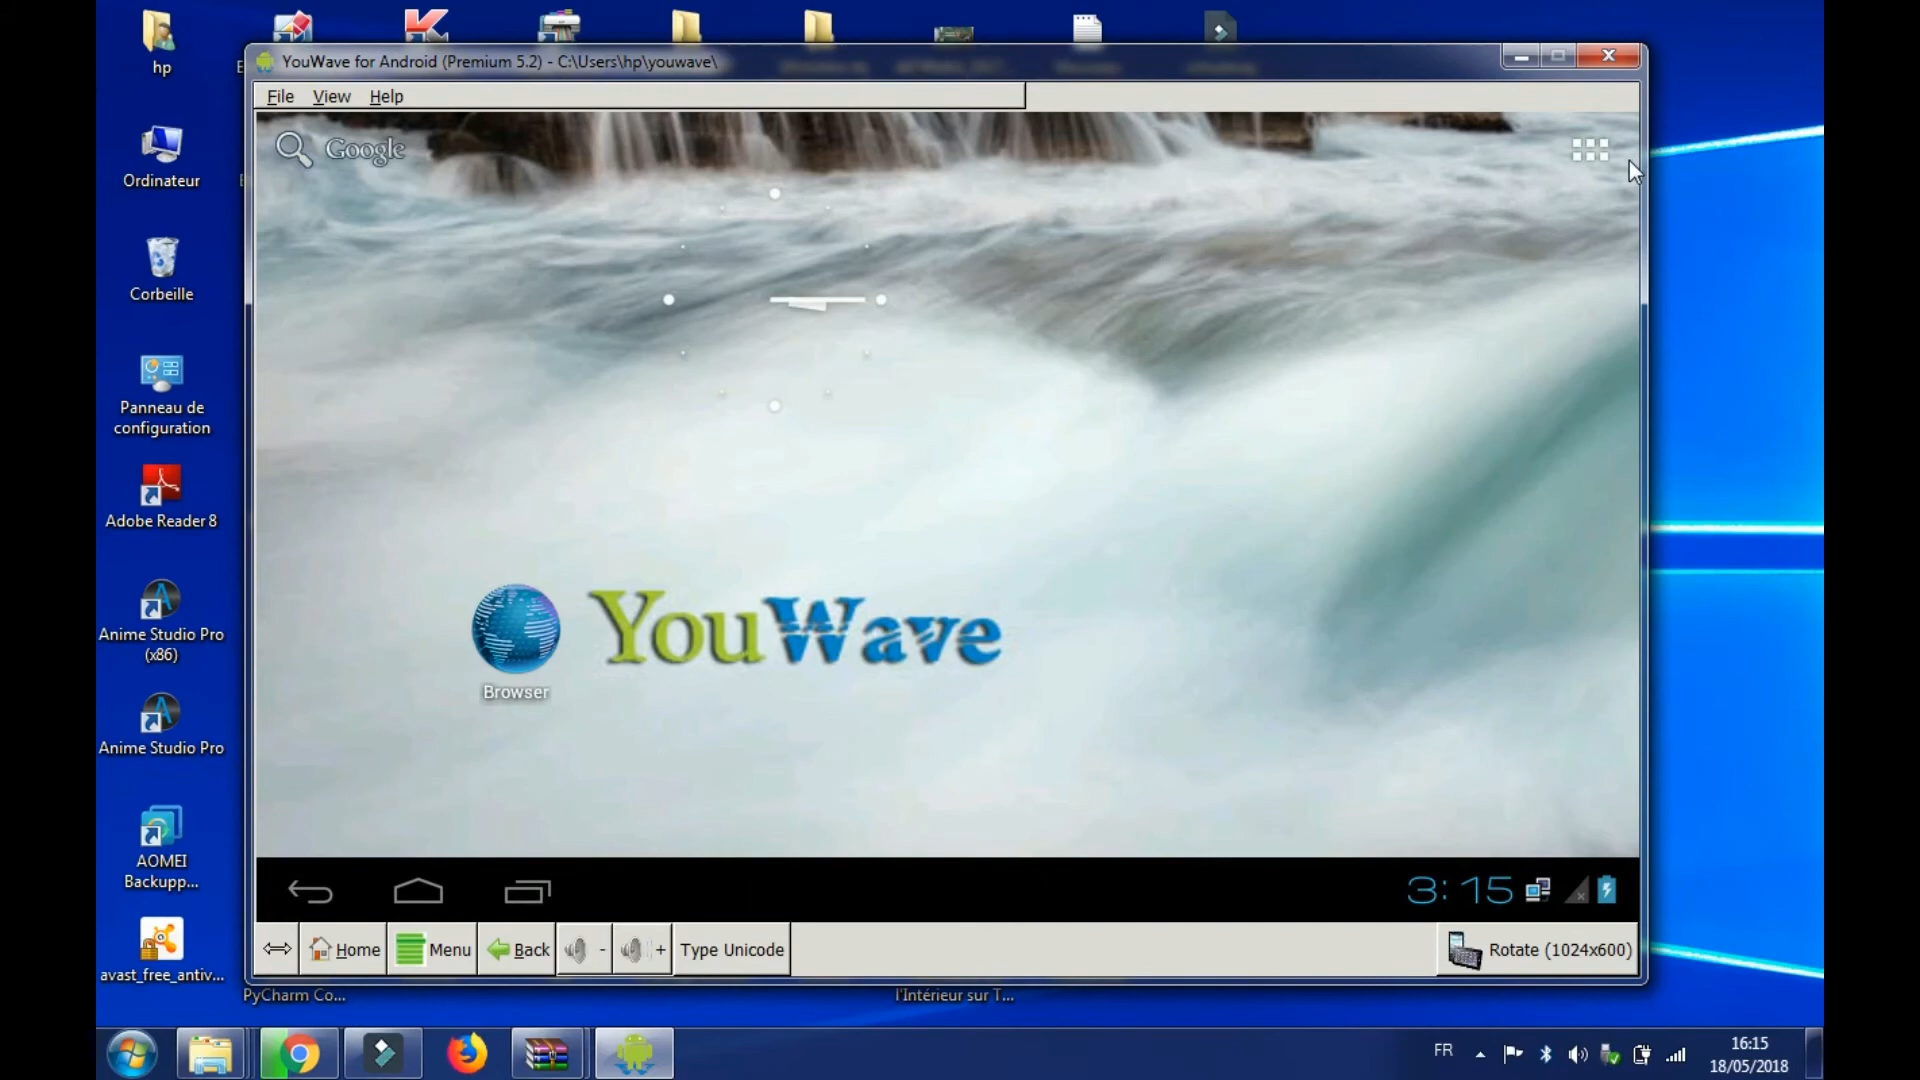 hp
YouWave for Android (Premium 5.2) - C:\Users\hp\youwave\
File View Help
Google
Ordinateur
Corbeille
Panneau de
configuration
Adobe Reader 8
Anime Studio Pro
(x86)
Browser
YouWave
Anime Studio Pro
AOMEI
Backupp...
3:15
Home Menu Back - + Type Unicode Rotate (1024x600)
avast_free_antiv...
PyCharm Co...
l'Intérieur sur T...
FR
16:15
18/05/2018